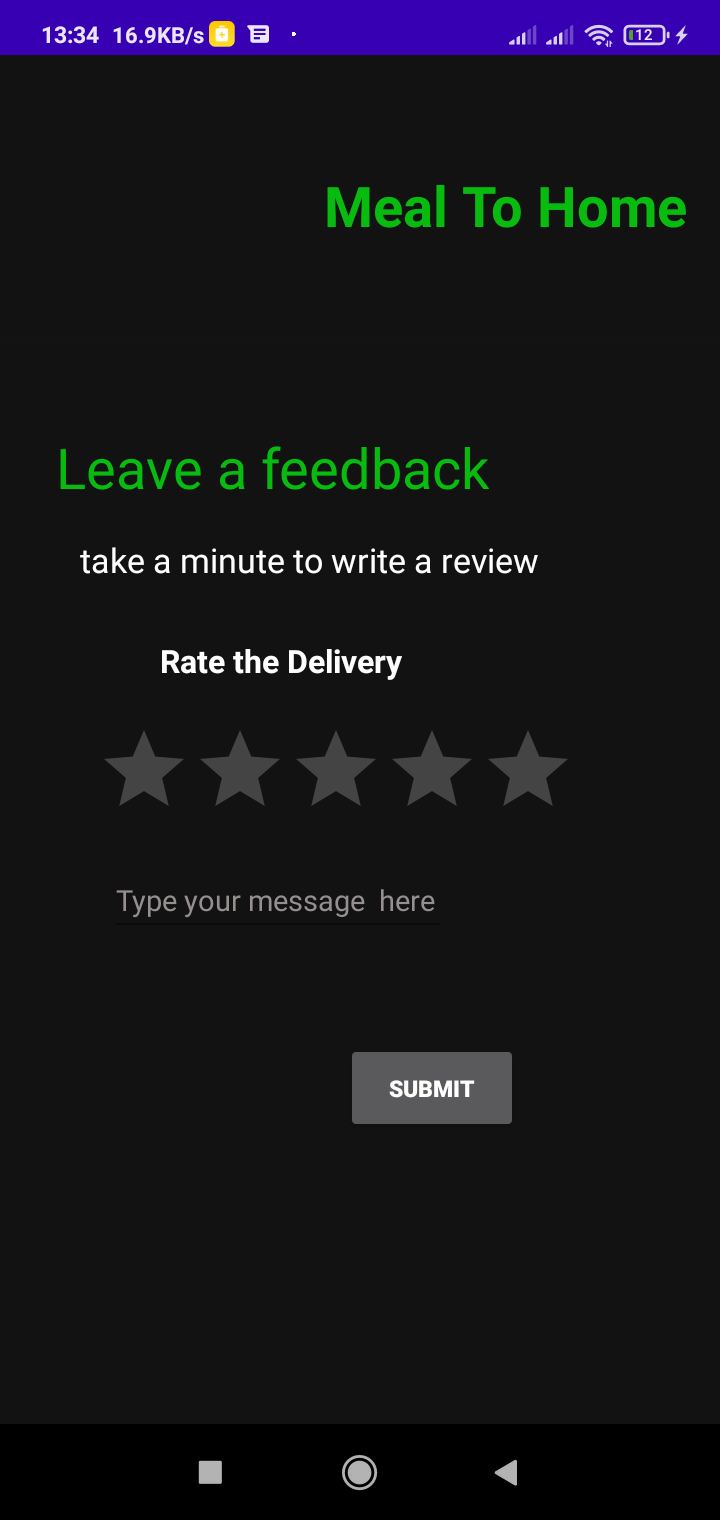 13:34 16.9KB/s 12
Meal To Home
Leave a feedback
take a minute to write a review
Rate the Delivery
Type your message  here
SUBMIT